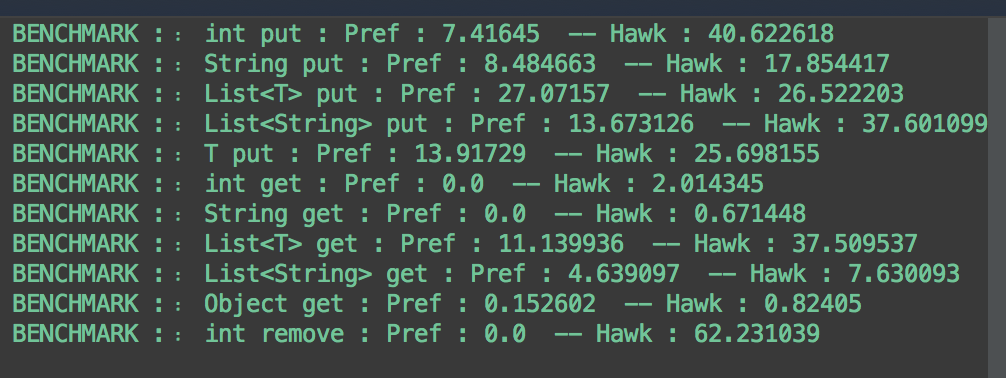 BENCHMARK :: int put : Pref : 7.41645 -- Hawk : 40.622618
BENCHMARK :: String put : Pref : 8.484663 -- Hawk : 17.854417
BENCHMARK :: List<T> put : Pref : 27.07157 -- Hawk : 26.522203
BENCHMARK :: List<String> put : Pref : 13.673126 -- Hawk : 37.601099
BENCHMARK :: T put : Pref : 13.91729 -- Hawk : 25.698155
BENCHMARK :: int get : Pref : 0.0 -- Hawk : 2.014345
BENCHMARK :: String get : Pref : 0.0 -- Hawk : 0.671448
BENCHMARK :: List<T> get : Pref : 11.139936 -- Hawk : 37.509537
BENCHMARK :: List<String> get : Pref : 4.639097 -- Hawk : 7.630093
BENCHMARK :: Object get : Pref : 0.152602 -- Hawk : 0.82405
BENCHMARK :: int remove : Pref : 0.0 -- Hawk : 62.231039